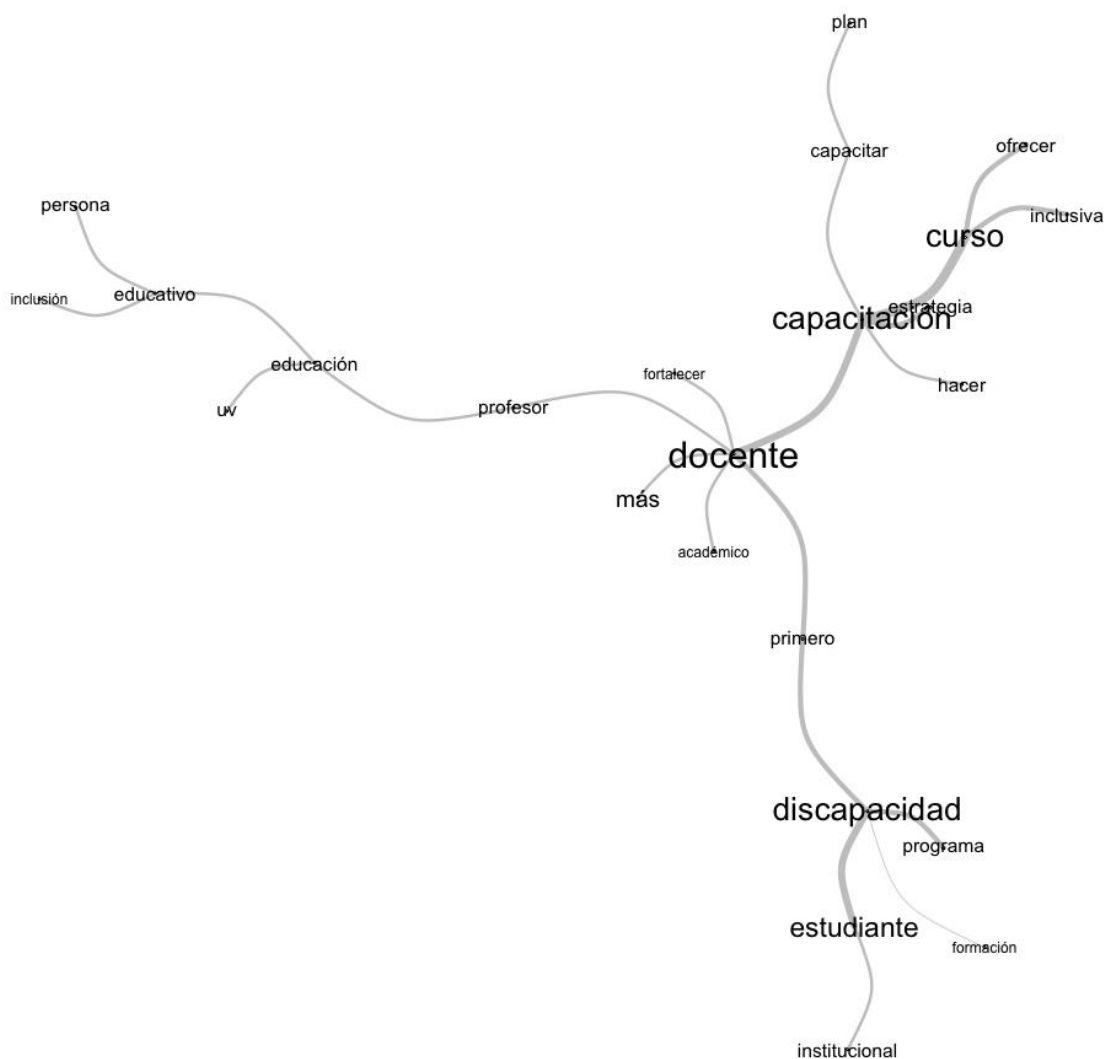 plan
capacitar
ofrecer
persona
inclusiva
curso
educativo
inclusión
estrategia
capacitación
educación
fortalecer
hacer
profesor
uv
docente
más
académico
primero
discapacidad
programa
estudiante
formación
institucional